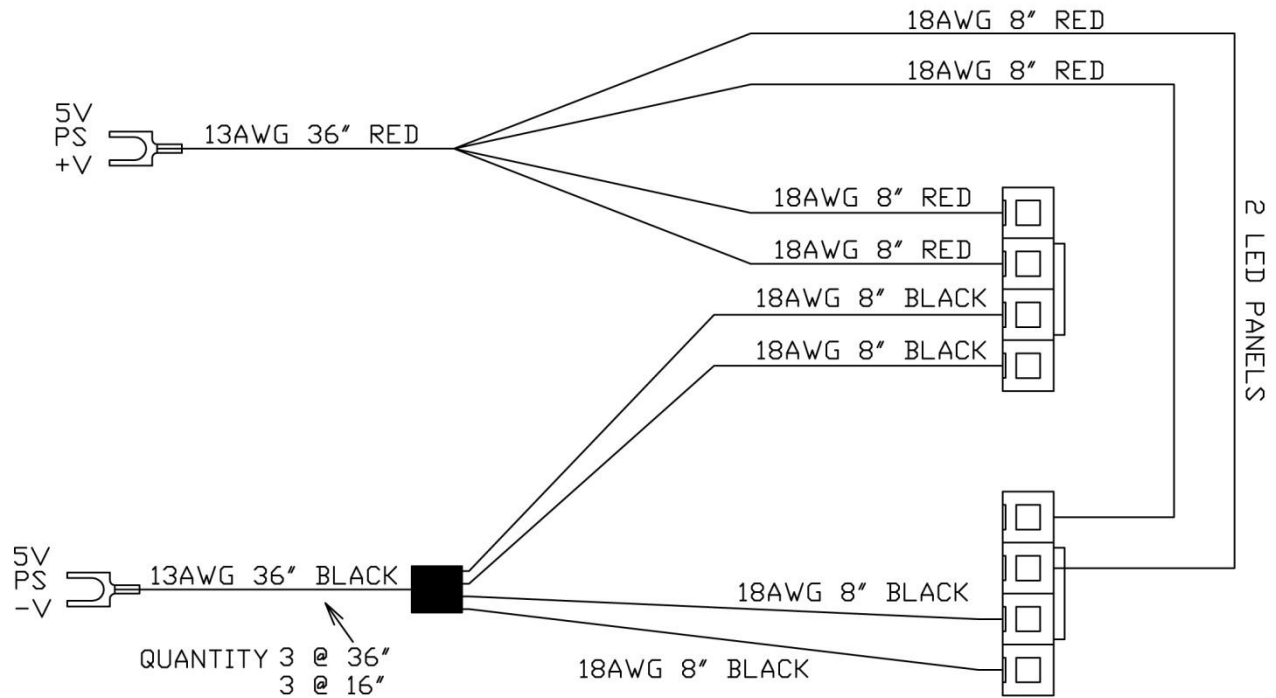 18AWG 8" RED
18AWG 8" RED
5V
PS
+V
13AWG 36" RED
18AWG 8" RED
18AWG 8" RED
18AWG 8" BLACK
18AWG 8" BLACK
2 LED PANELS
5V
PS
-V
13AWG 36" BLACK
18AWG 8" BLACK
18AWG 8" BLACK
QUANTITY 3 @ 36"
3 @ 16"